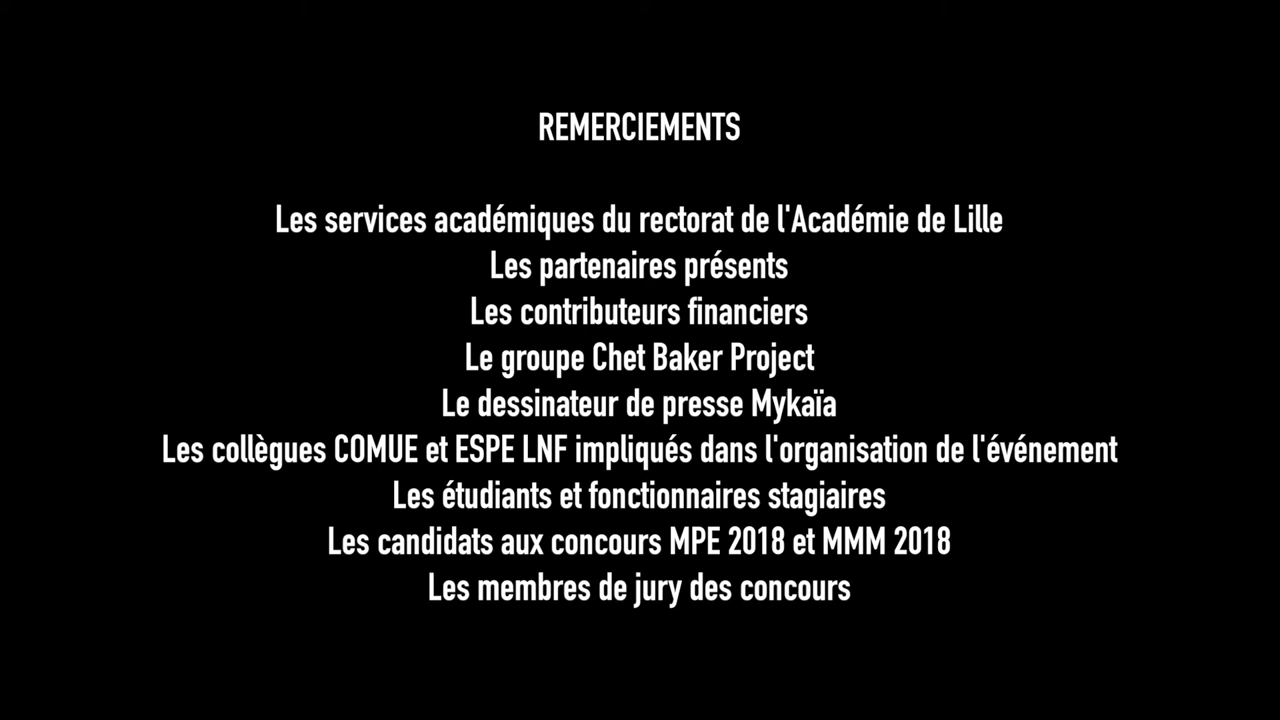 REMERCIEMENTS
Les services académiques du rectorat de l'Académie de Lille
Les partenaires présents
Les contributeurs financiers
Le groupe Chet Baker Project
Le dessinateur de presse Mykaïa
Les collègues COMUE et ESPE LNF impliqués dans l'organisation de l'événement
Les étudiants et fonctionnaires stagiaires
Les candidats aux concours MPE 2018 et MMM 2018
Les membres de jury des concours